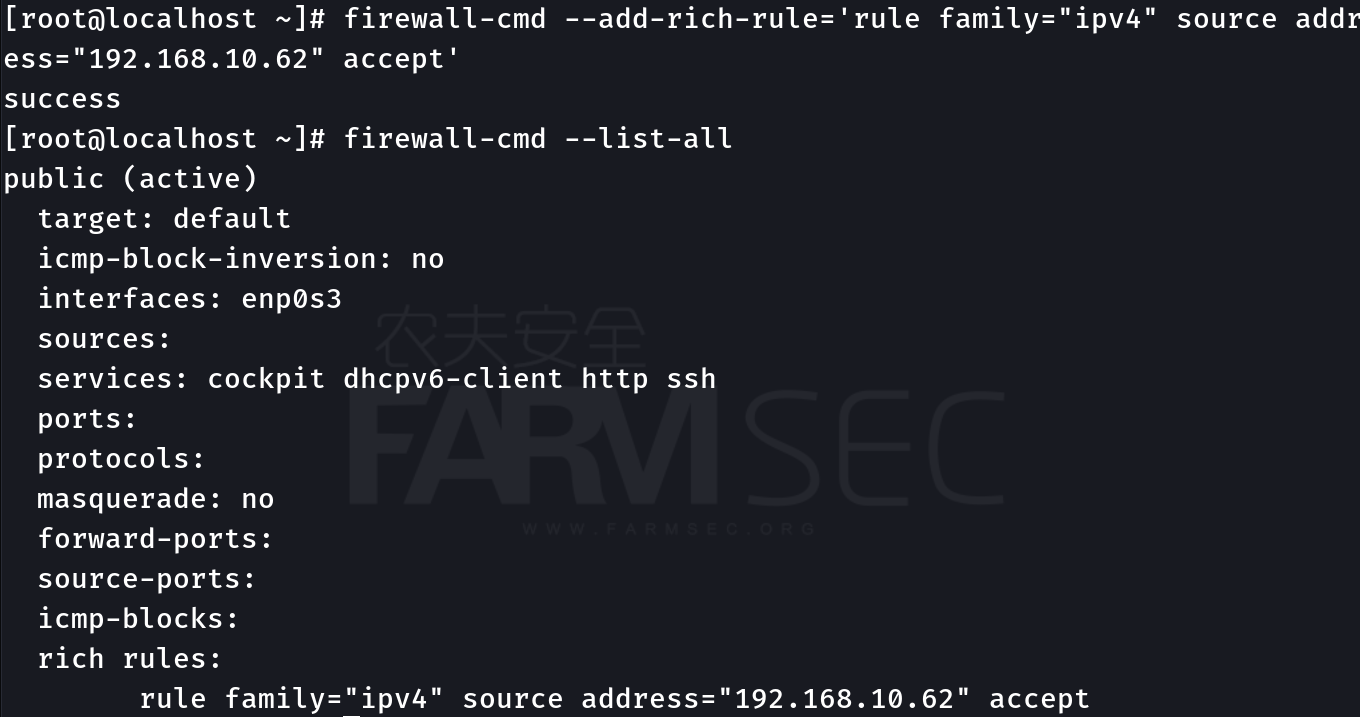 [root@localhost ~]# firewall-cmd --add-rich-rule='rule family="ipv4" source addr
ess="192.168.10.62" accept'
success
[root@localhost ~]# firewall-cmd --list-all
public (active)
  target: default
  icmp-block-inversion: no
  interfaces: enp0s3
  sources:
  services: cockpit dhcpv6-client http ssh
  ports:
  protocols:
  masquerade: no
  forward-ports:
  source-ports:
  icmp-blocks:
  rich rules:
        rule family="ipv4" source address="192.168.10.62" accept
农夫安全
FARMSEC
WWW.FARMSEC.ORG